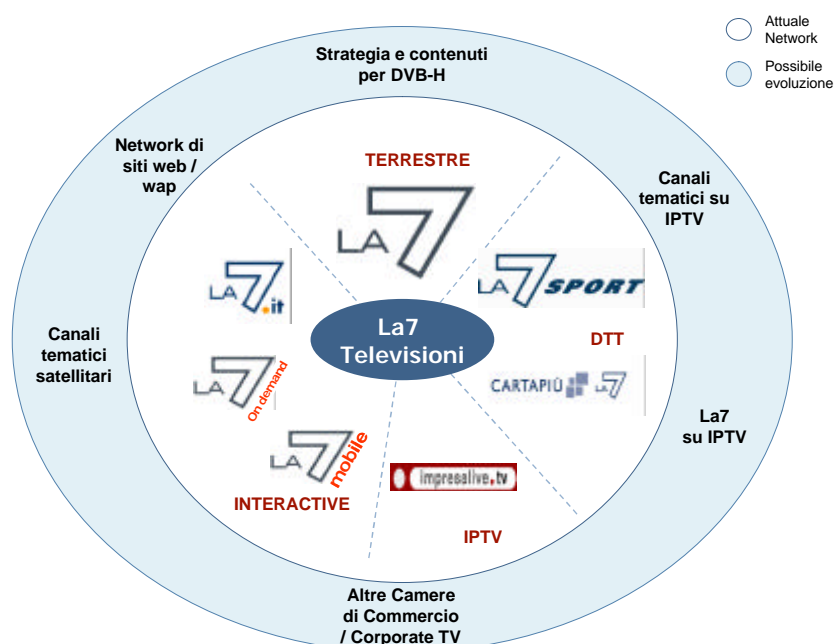 Attuale
Network
Possibile
evoluzione
Strategia e contenuti
per DVB-H
Network di
siti web /
wap
TERRESTRE
LA7
Canali
tematici su
IPTV
LA7.it
LA7 SPORT
La7
Televisioni
Canali
tematici
satellitari
DTT
LA7 On demand
CARTAPIÙ LA7
La7
su IPTV
LA7 mobile
impresalive.tv
INTERACTIVE
IPTV
Altre Camere
di Commercio
/ Corporate TV